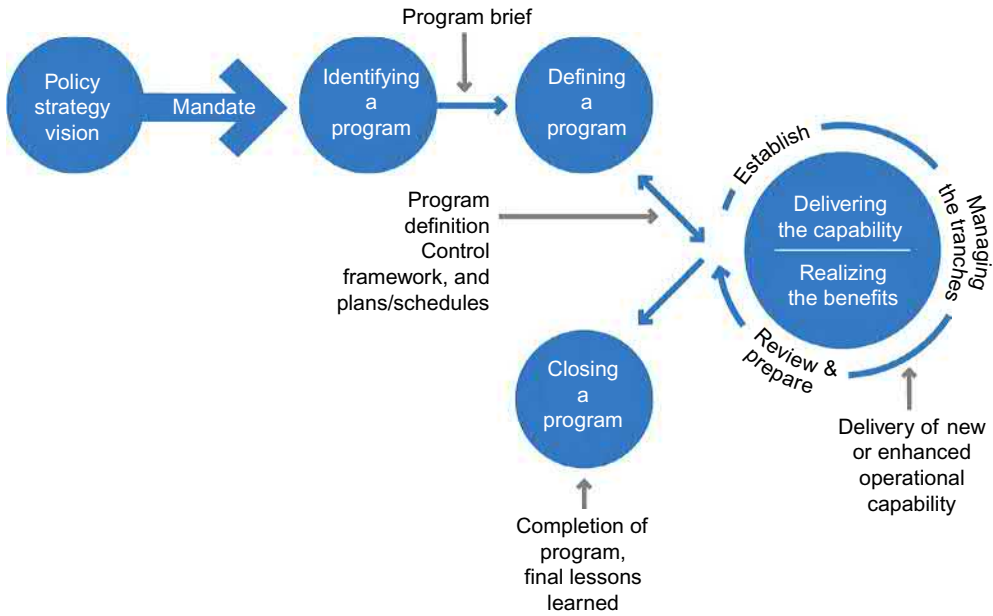 Program brief
Policy
strategy
vision
Mandate
Identifying
a
program
Defining
a
program
Program
definition
Control
framework, and
plans/schedules
Establish
Managing
the tranches
Delivering
the capability
Realizing
the benefits
Review &
prepare
Closing
a
program
Delivery of new
or enhanced
operational
capability
Completion of
program,
final lessons
learned